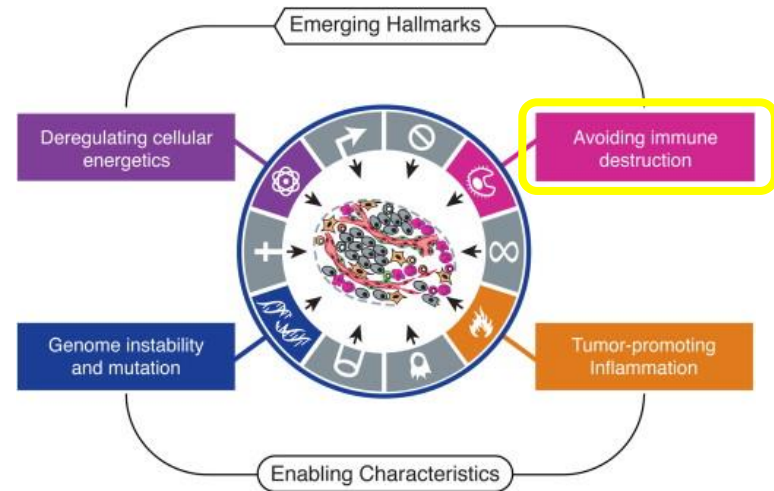 Emerging Hallmarks
Deregulating cellular
energetics
Avoiding immune
destruction
Genome instability
and mutation
Tumor-promoting
Inflammation
Enabling Characteristics